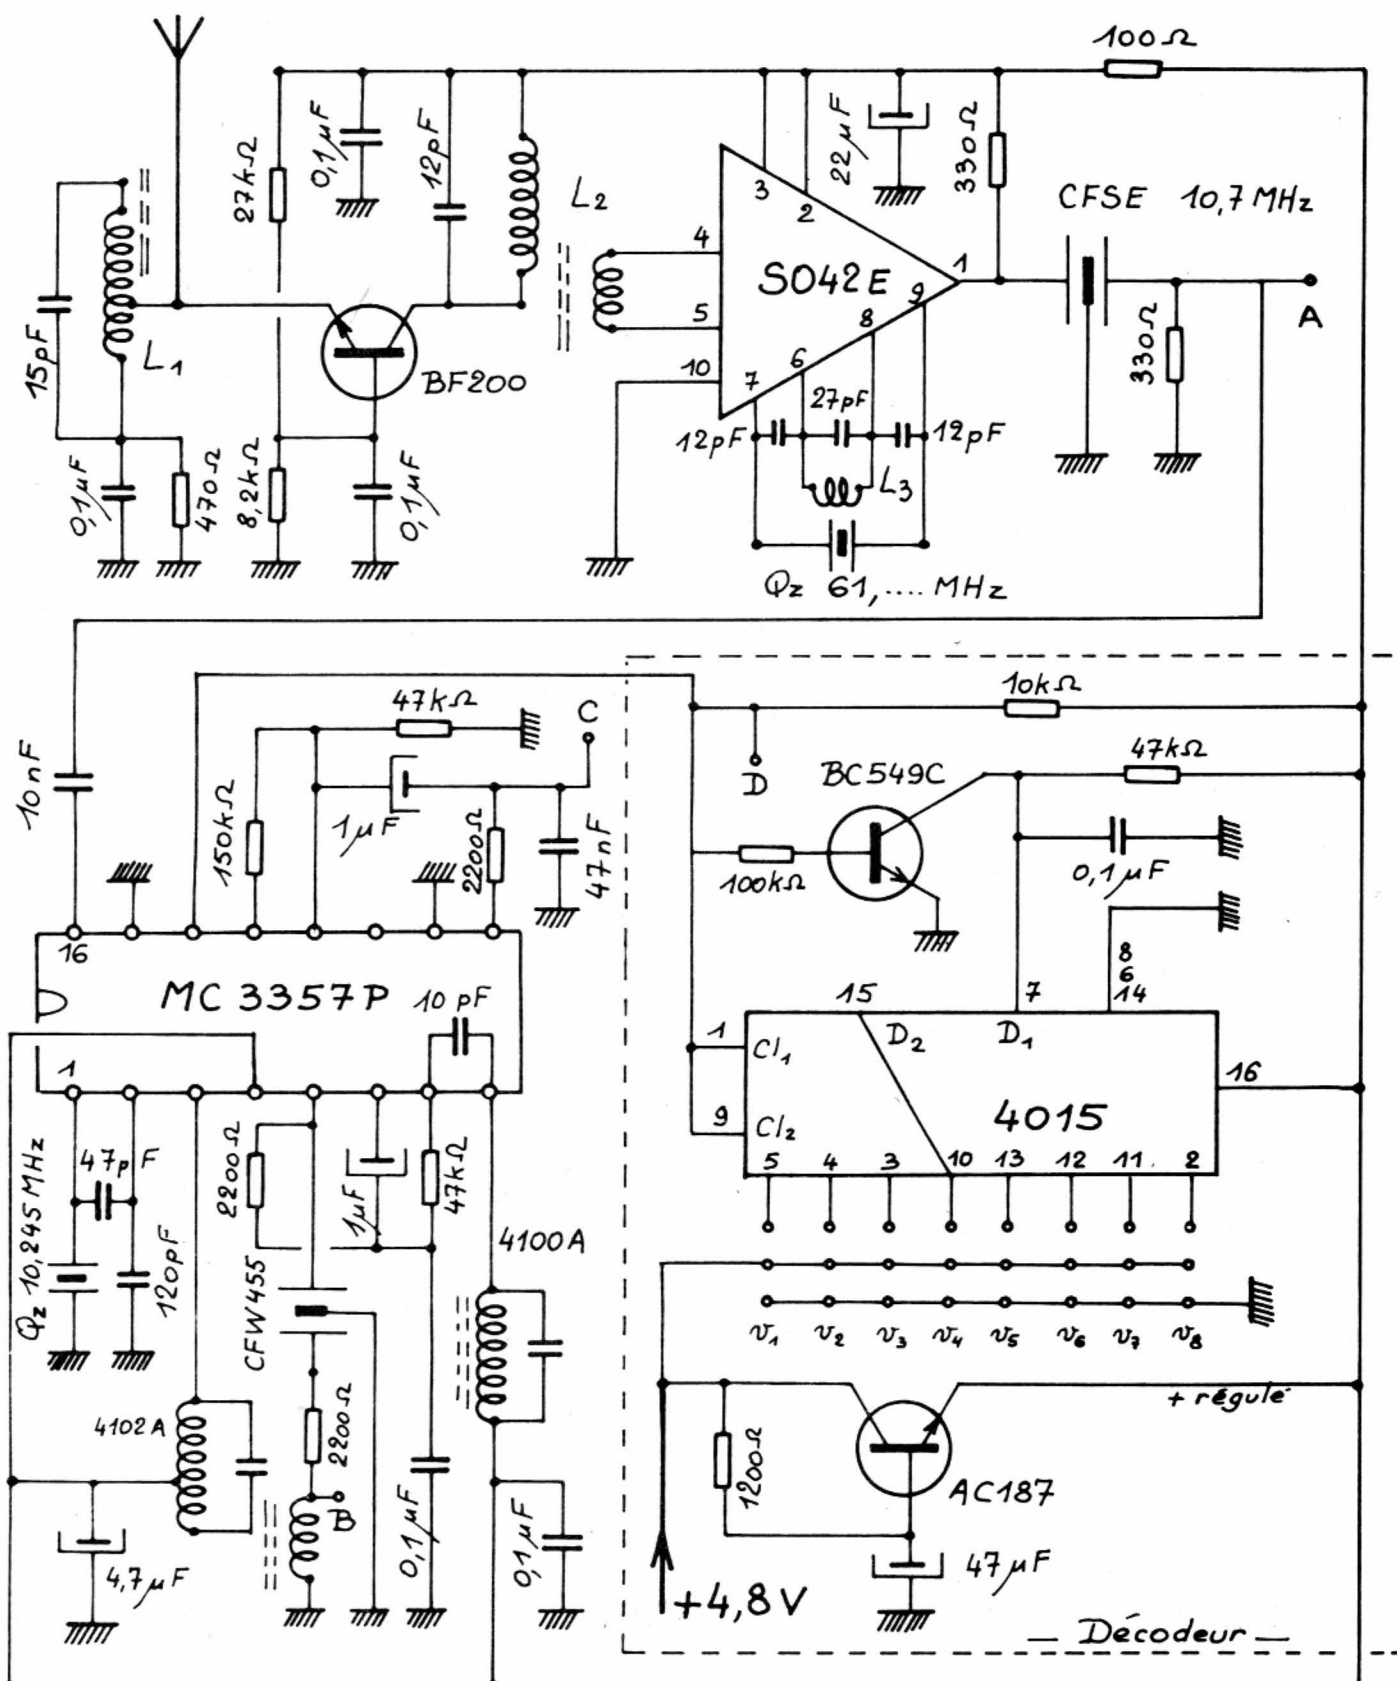 100Ω
27kΩ
0,1µF
12pF
L2
22µF
330Ω
CFSE 10,7 MHz
3
2
4
SO42E
1
5
9
8
A
15pF
L1
BF200
10
7
6
27pF
330Ω
12pF
12pF
L3
0,1µF
470Ω
8,2kΩ
0,1µF
Qz 61,.... MHz
10nF
47kΩ
C
10kΩ
D
BC549C
47kΩ
150kΩ
1µF
2200Ω
47nF
100kΩ
0,1µF
16
MC 3357P
10 pF
8
6
14
15
7
1
Cl1
D2
D1
16
9
Cl2
4015
5 4 3 10 13 12 11 2
1
47pF
Qz 10,245MHz
120pF
2200Ω
1µF
47kΩ
4100A
CFW455
v1 v2 v3 v4 v5 v6 v7 v8
4102A
2200Ω
B
+ régulé
1200Ω
AC187
4,7µF
0,1µF
0,1µF
+4,8V
47µF
— Décodeur —